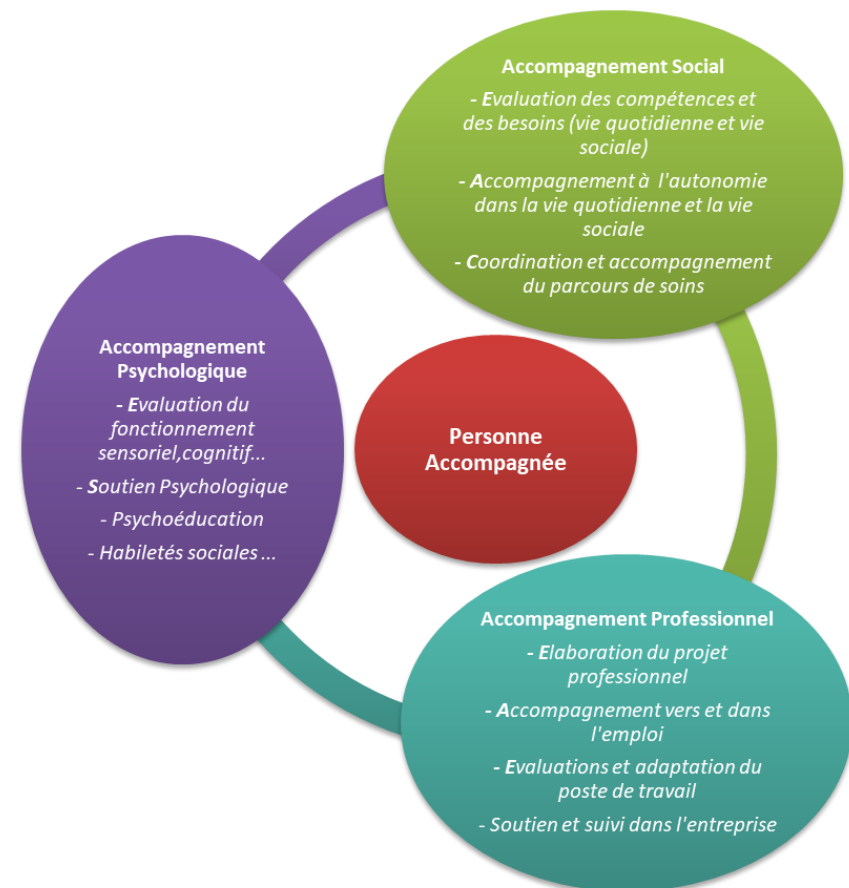 Accompagnement Social
- Evaluation des compétences et
des besoins (vie quotidienne et vie
sociale)
- Accompagnement à l'autonomie
dans la vie quotidienne et la vie
sociale
- Coordination et accompagnement
du parcours de soins
Accompagnement
Psychologique
- Evaluation du
fonctionnement
sensoriel,cognitif...
- Soutien Psychologique
- Psychoéducation
- Habiletés sociales ...
Personne
Accompagnée
Accompagnement Professionnel
- Elaboration du projet
professionnel
- Accompagnement vers et dans
l'emploi
- Evaluations et adaptation du
poste de travail
- Soutien et suivi dans l'entreprise